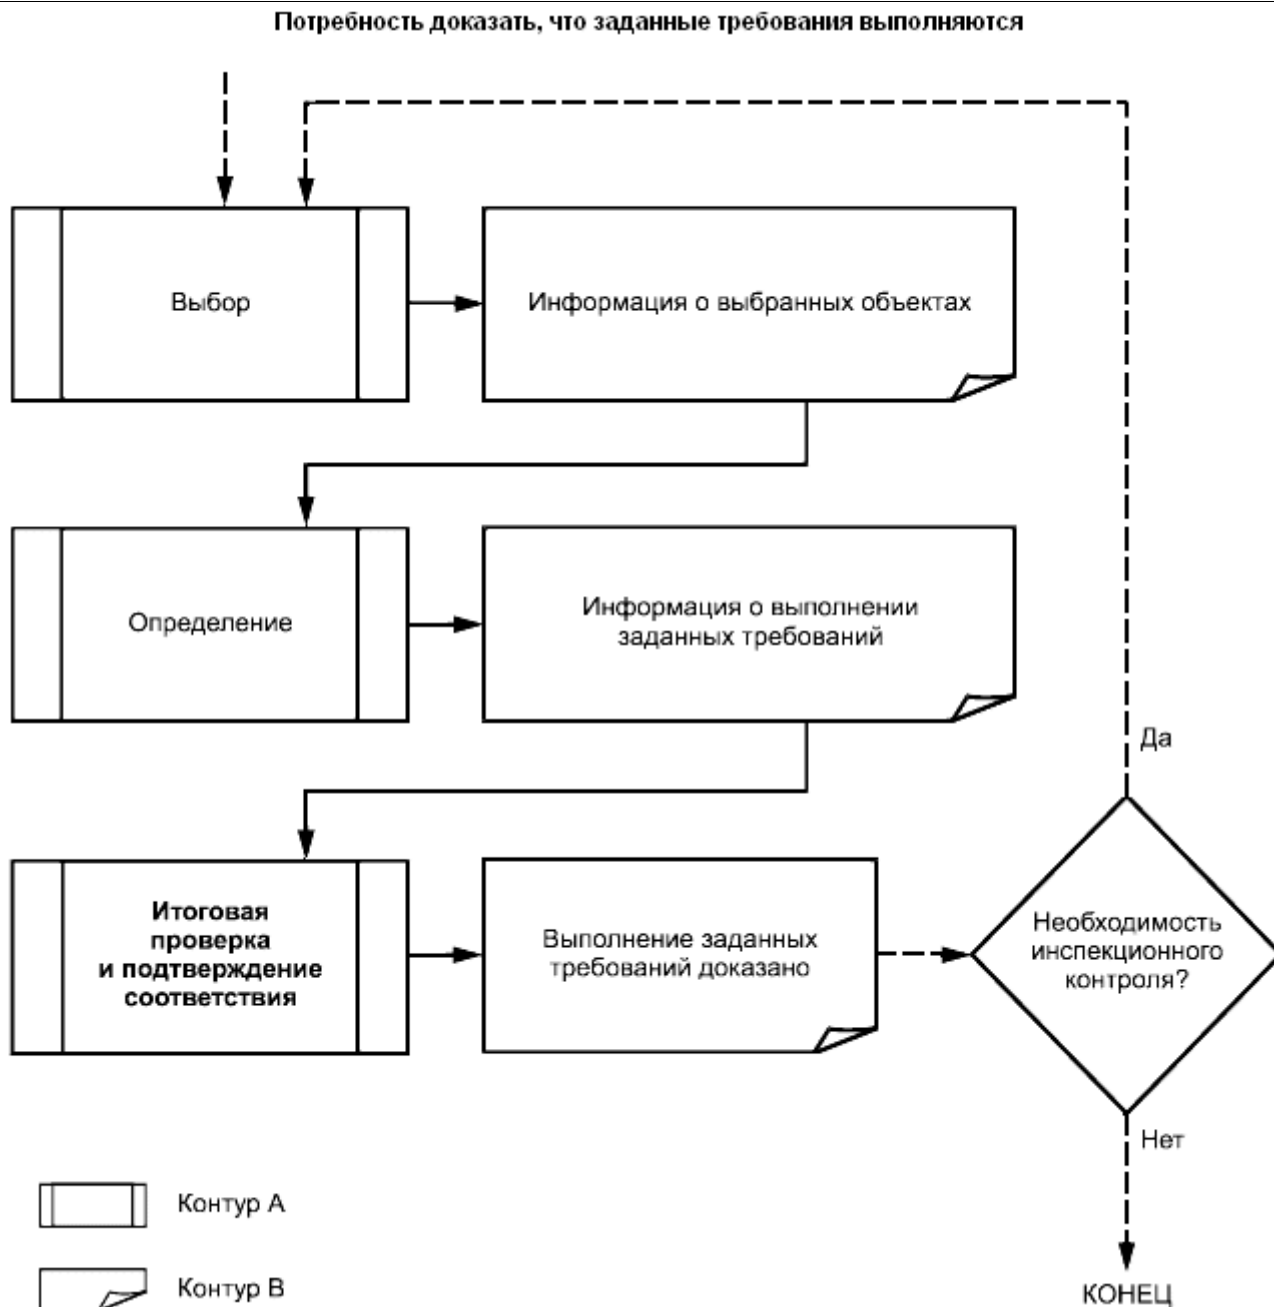 Потребность доказать, что заданные требования выполняются
Выбор
Информация о выбранных объектах
Определение
Информация о выполнении
заданных требований
Да
Итоговая
проверка
и подтверждение
соответствия
Выполнение заданных
требований доказано
Необходимость
инспекционного
контроля?
Нет
Контур А
Контур В
КОНЕЦ